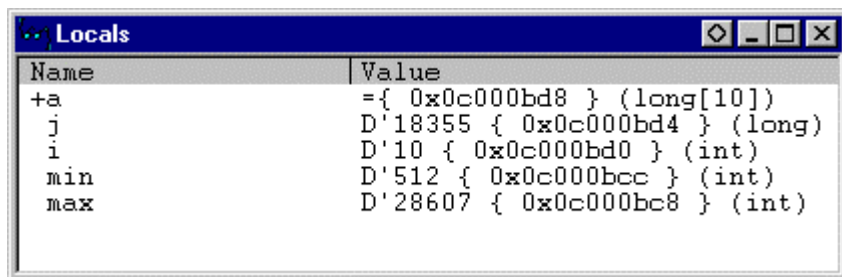 Locals
Name Value
+a ={ 0x0c000bd8 } (long[10])
j D'18355 { 0x0c000bd4 } (long)
i D'10 { 0x0c000bd0 } (int)
min D'512 { 0x0c000bcc } (int)
max D'28607 { 0x0c000bc8 } (int)